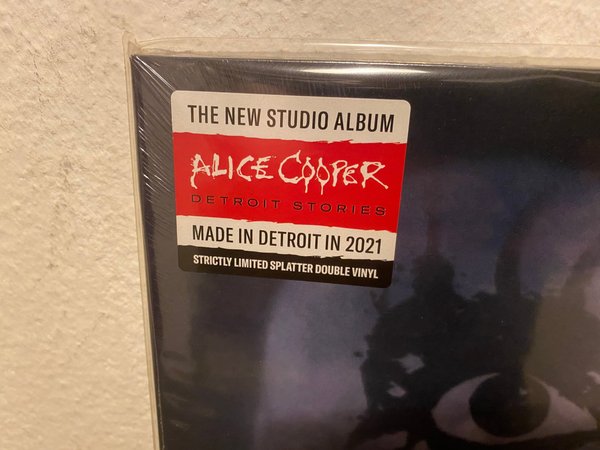 THE NEW STUDIO ALBUM
ALICE COOPER
DETROIT STORIES
MADE IN DETROIT IN 2021
STRICTLY LIMITED SPLATTER DOUBLE VINYL